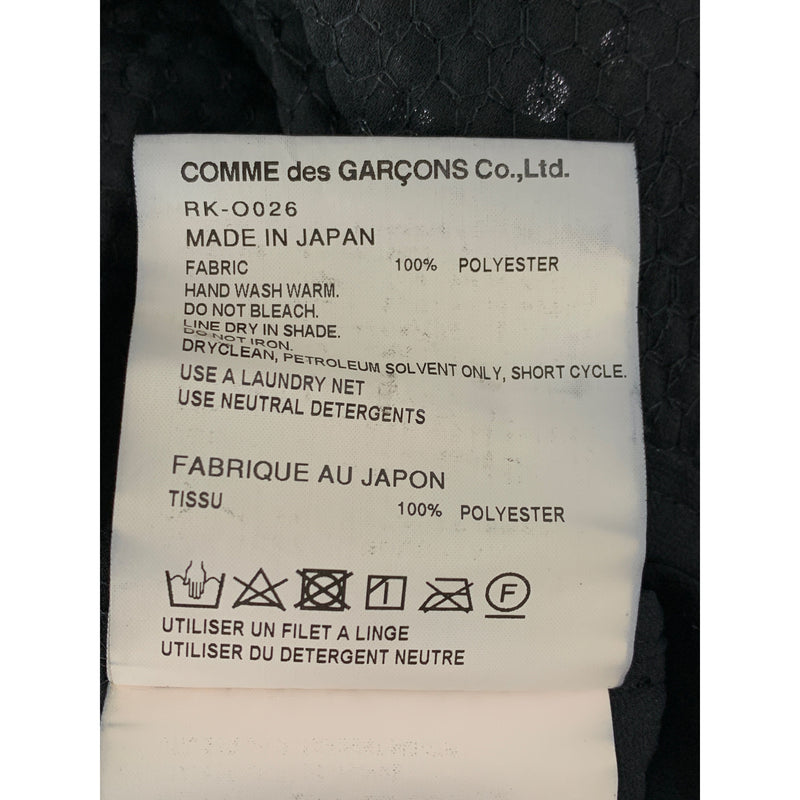 COMME des GARÇONS Co.,Ltd.
RK-O026
MADE IN JAPAN
FABRIC 100% POLYESTER
HAND WASH WARM.
DO NOT BLEACH.
LINE DRY IN SHADE.
DO NOT IRON.
DRYCLEAN, PETROLEUM SOLVENT ONLY, SHORT CYCLE.
USE A LAUNDRY NET
USE NEUTRAL DETERGENTS
FABRIQUE AU JAPON
TISSU 100% POLYESTER
F
UTILISER UN FILET A LINGE
UTILISER DU DETERGENT NEUTRE